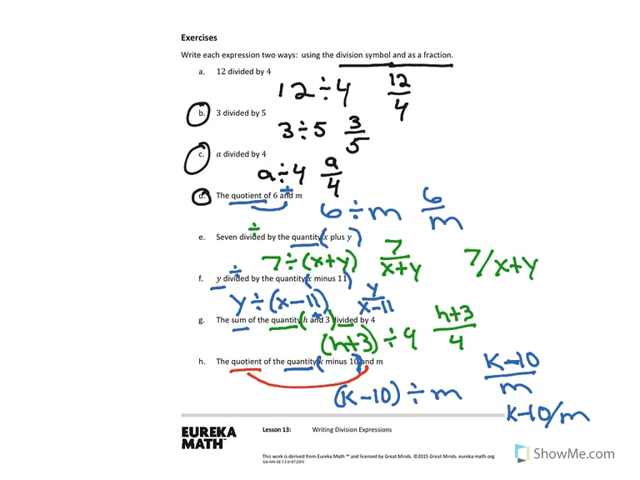 Exercises
Write each expression two ways: using the division symbol and as a fraction.
a. 12 divided by 4
12 ÷ 4 12/4
b. 3 divided by 5
3 ÷ 5 3/5
c. a divided by 4
a ÷ 4 a/4
d. The quotient of 6 and m
÷
6 ÷ m 6/m
e. Seven divided by the quantity x plus y
÷ ( )
7 ÷ (x+y) 7/x+y 7/x+y
f. y divided by the quantity x minus 11
÷ ( )
y ÷ (x-11) y/x-11
g. The sum of the quantity h and 3 divided by 4
( )
(h+3) ÷ 4 h+3/4
h. The quotient of the quantity k minus 10 and m
( )
(k-10) ÷ m k-10/m
k-10/m
EUREKA MATH™ Lesson 13: Writing Division Expressions
This work is derived from Eureka Math™ and licensed by Great Minds. ©2015 Great Minds. eureka-math.org
ShowMe.com